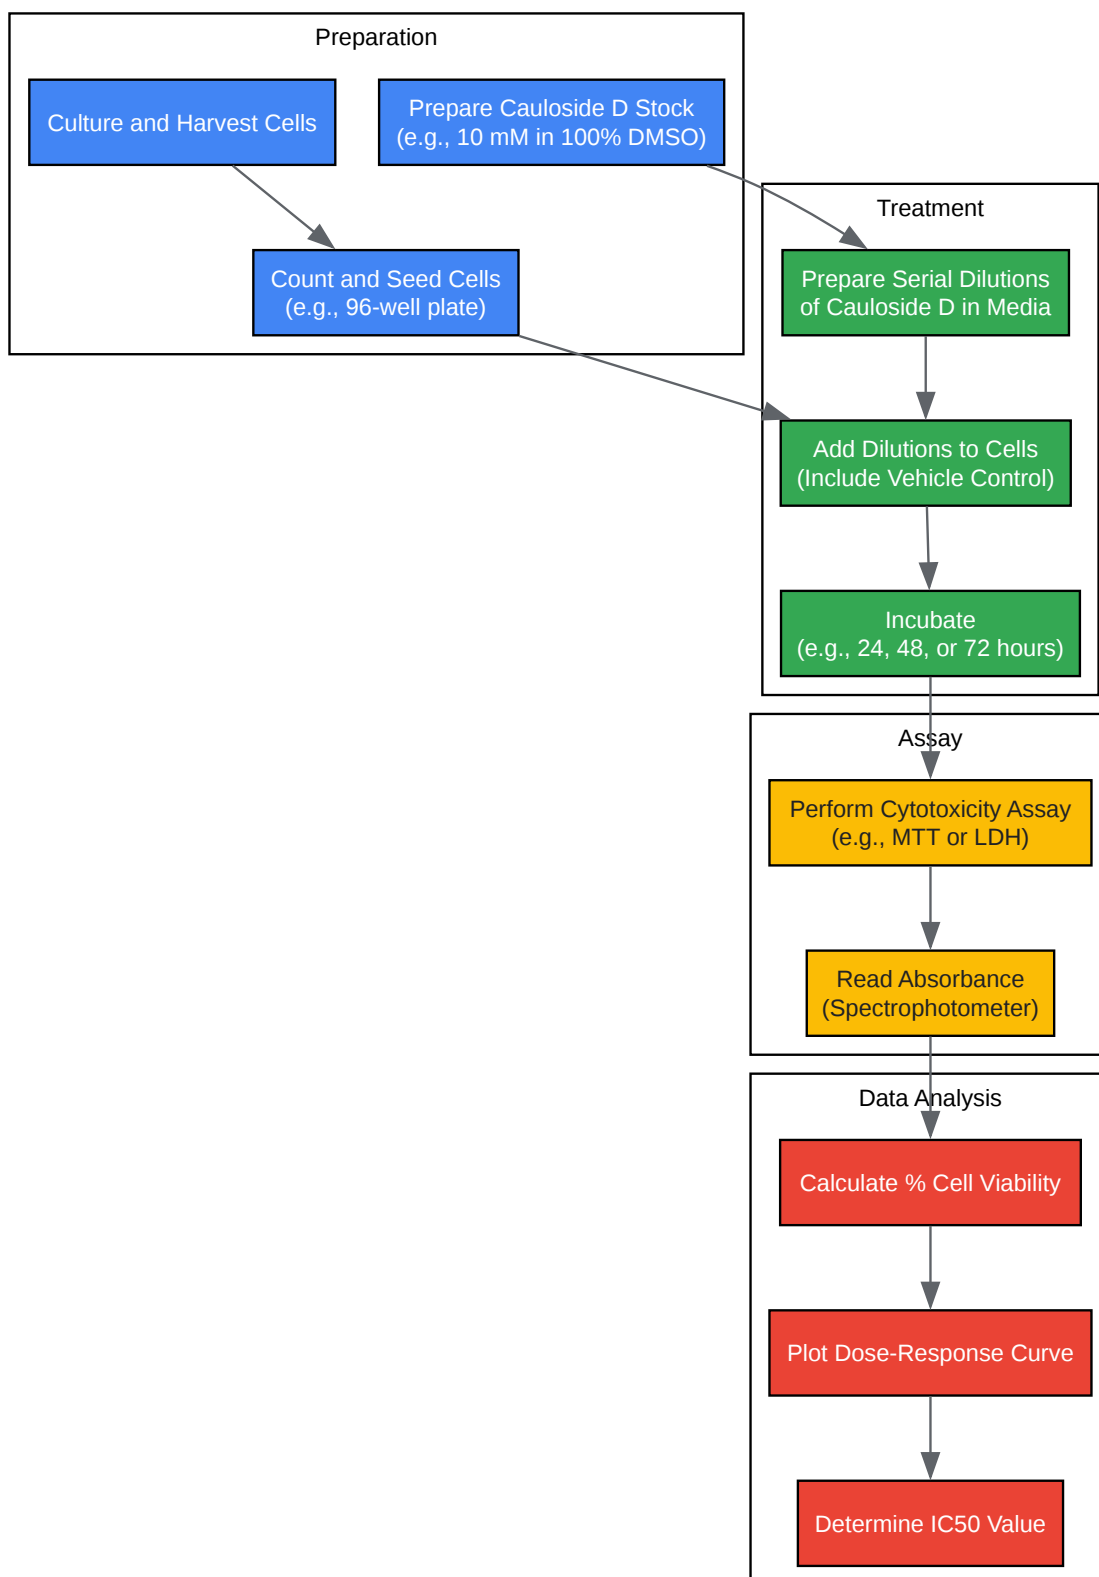 Preparation
Culture and Harvest Cells
Prepare Cauloside D Stock
(e.g., 10 mM in 100% DMSO)
Count and Seed Cells
(e.g., 96-well plate)
Treatment
Prepare Serial Dilutions
of Cauloside D in Media
Add Dilutions to Cells
(Include Vehicle Control)
Incubate
(e.g., 24, 48, or 72 hours)
Assay
Perform Cytotoxicity Assay
(e.g., MTT or LDH)
Read Absorbance
(Spectrophotometer)
Data Analysis
Calculate % Cell Viability
Plot Dose-Response Curve
Determine IC50 Value